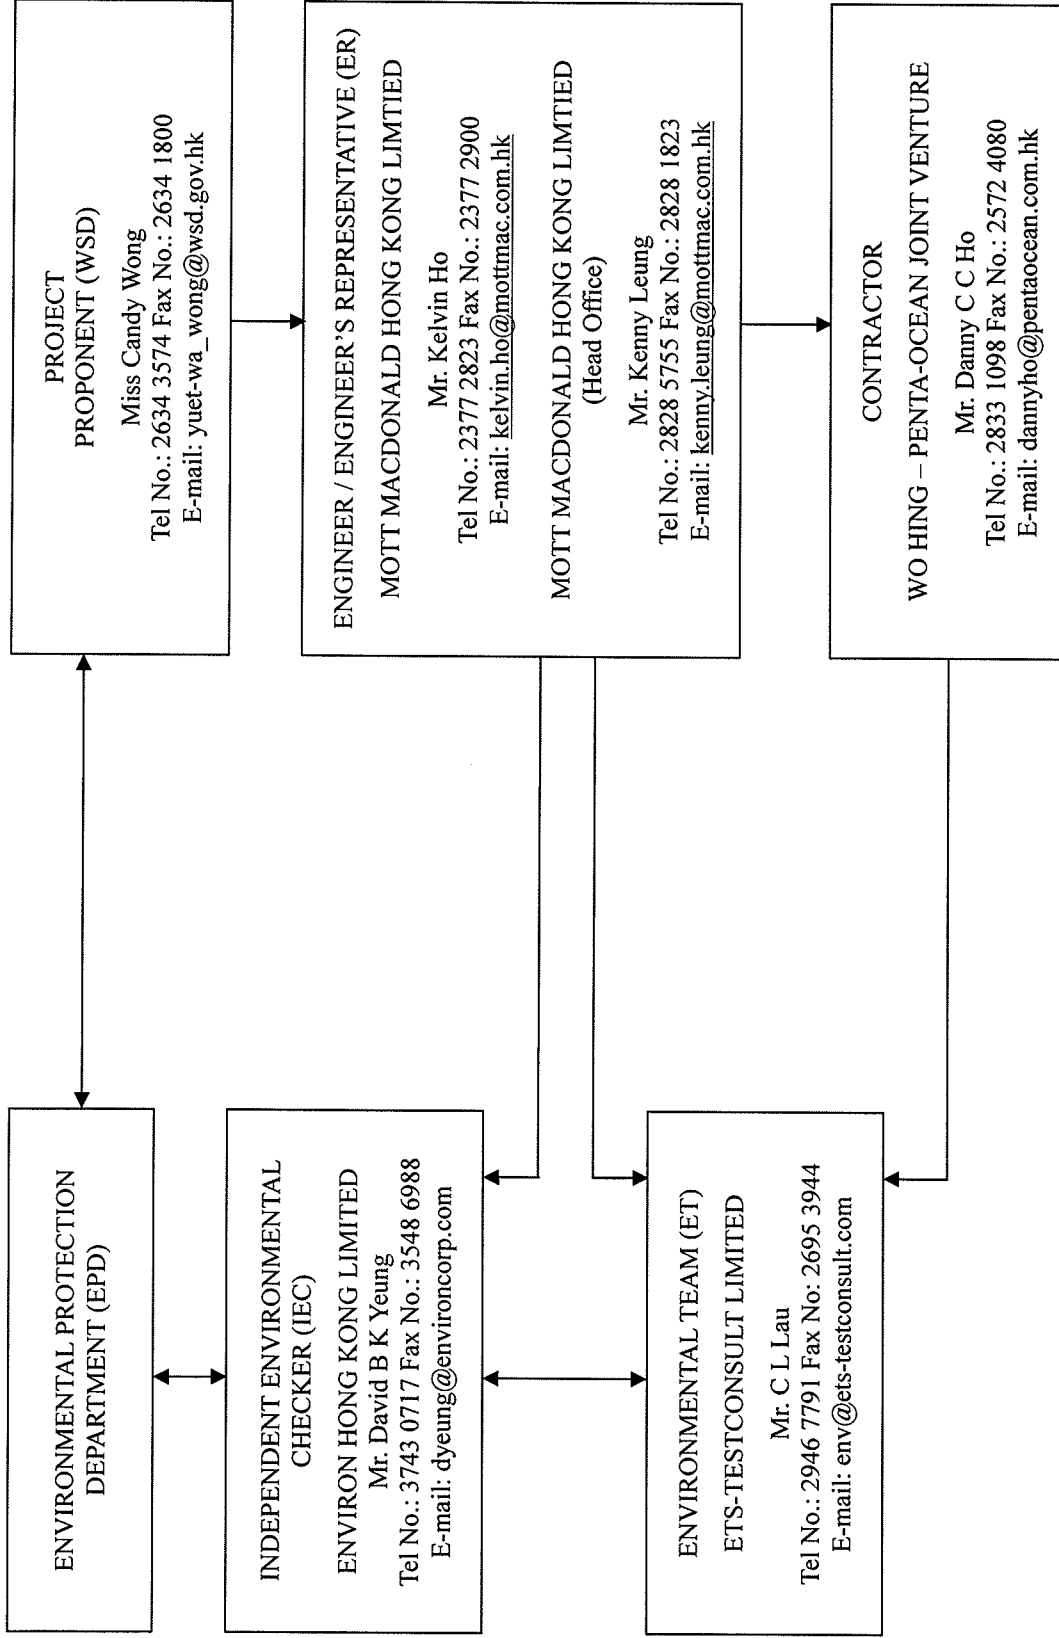 ENVIRONMENTAL PROTECTION
DEPARTMENT (EPD)
PROJECT
PROPONENT (WSD)
Miss Candy Wong
Tel No.: 2634 3574 Fax No.: 2634 1800
E-mail: yuet-wa_wong@wsd.gov.hk
INDEPENDENT ENVIRONMENTAL
CHECKER (IEC)
ENVIRON HONG KONG LIMITED
Mr. David B K Yeung
Tel No.: 3743 0717 Fax No.: 3548 6988
E-mail: dyeung@environcorp.com
ENGINEER / ENGINEER'S REPRESENTATIVE (ER)
MOTT MACDONALD HONG KONG LIMTIED
Mr. Kelvin Ho
Tel No.: 2377 2823 Fax No.: 2377 2900
E-mail: kelvin.ho@mottmac.com.hk
MOTT MACDONALD HONG KONG LIMTIED
(Head Office)
Mr. Kenny Leung
Tel No.: 2828 5755 Fax No.: 2828 1823
E-mail: kenny.leung@mottmac.com.hk
ENVIRONMENTAL TEAM (ET)
ETS-TESTCONSULT LIMITED
Mr. C L Lau
Tel No.: 2946 7791 Fax No: 2695 3944
E-mail: env@ets-testconsult.com
CONTRACTOR
WO HING – PENTA-OCEAN JOINT VENTURE
Mr. Danny C C Ho
Tel No.: 2833 1098 Fax No.: 2572 4080
E-mail: dannyho@pentaocean.com.hk